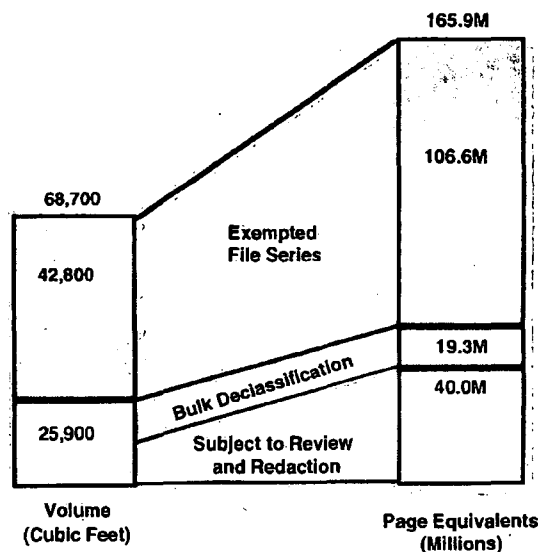 165.9M
106.6M
68,700
Exempted
File Series
42,800
19.3M
Bulk Declassification
40.0M
25,900
Subject to Review
and Redaction
Volume
(Cubic Feet)
Page Equivalents
(Millions)